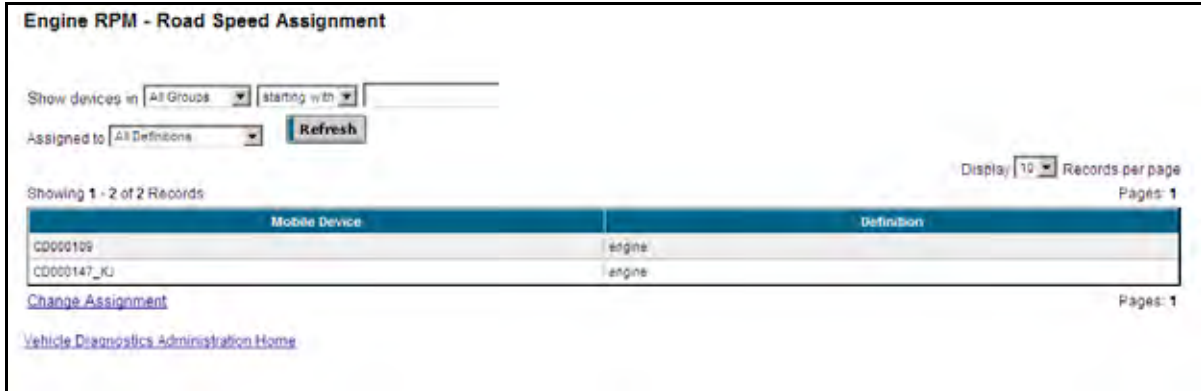 Engine RPM - Road Speed Assignment
Show devices in All Groups starting with
Assigned to All Definitions Refresh
Display 10 Records per page
Showing 1 - 2 of 2 Records Pages: 1
Mobile Device Definition
CD000109 engine
CD000147_KJ engine
Change Assignment Pages: 1
Vehicle Diagnostics Administration Home